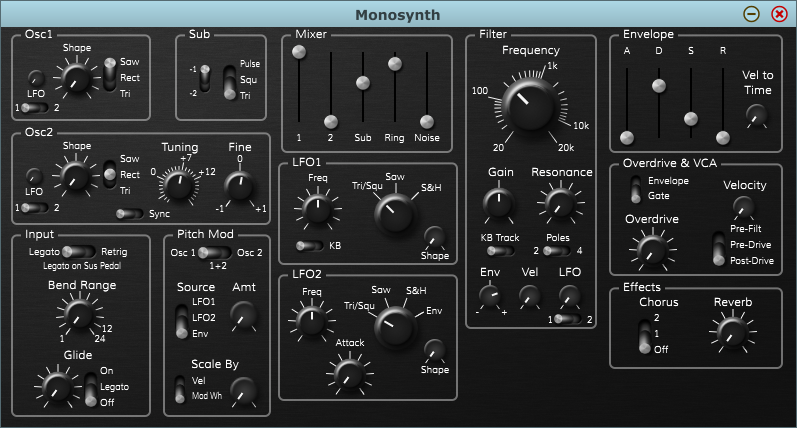 Monosynth
Osc1
Shape
Saw
Rect
Tri
LFO
1 2
Sub
Pulse
-1
Squ
-2
Tri
Mixer
1 2 Sub Ring Noise
Filter
Frequency
1k
100
10k
20 20k
Gain Resonance
KB Track
Poles
2 4
Env Vel LFO
- +
1 2
Envelope
A D S R
Vel to
Time
Osc2
Shape
Saw
Rect
Tri
LFO
1 2
Tuning
+7
0 +12
Sync
Fine
0
-1 +1
LFO1
Freq
Saw
Tri/Squ S&H
KB
Shape
Overdrive & VCA
Envelope
Gate
Velocity
Overdrive
Pre-Filt
Pre-Drive
Post-Drive
Input
Legato Retrig
Legato on Sus Pedal
Bend Range
12
1 24
Glide
On
Legato
Off
Pitch Mod
Osc 1 Osc 2
1+2
Source Amt
LFO1
LFO2
Env
Scale By
Vel
Mod Wh
LFO2
Freq
Saw
S&H
Tri/Squ Env
Attack
Shape
Effects
Chorus
2
1
Off
Reverb